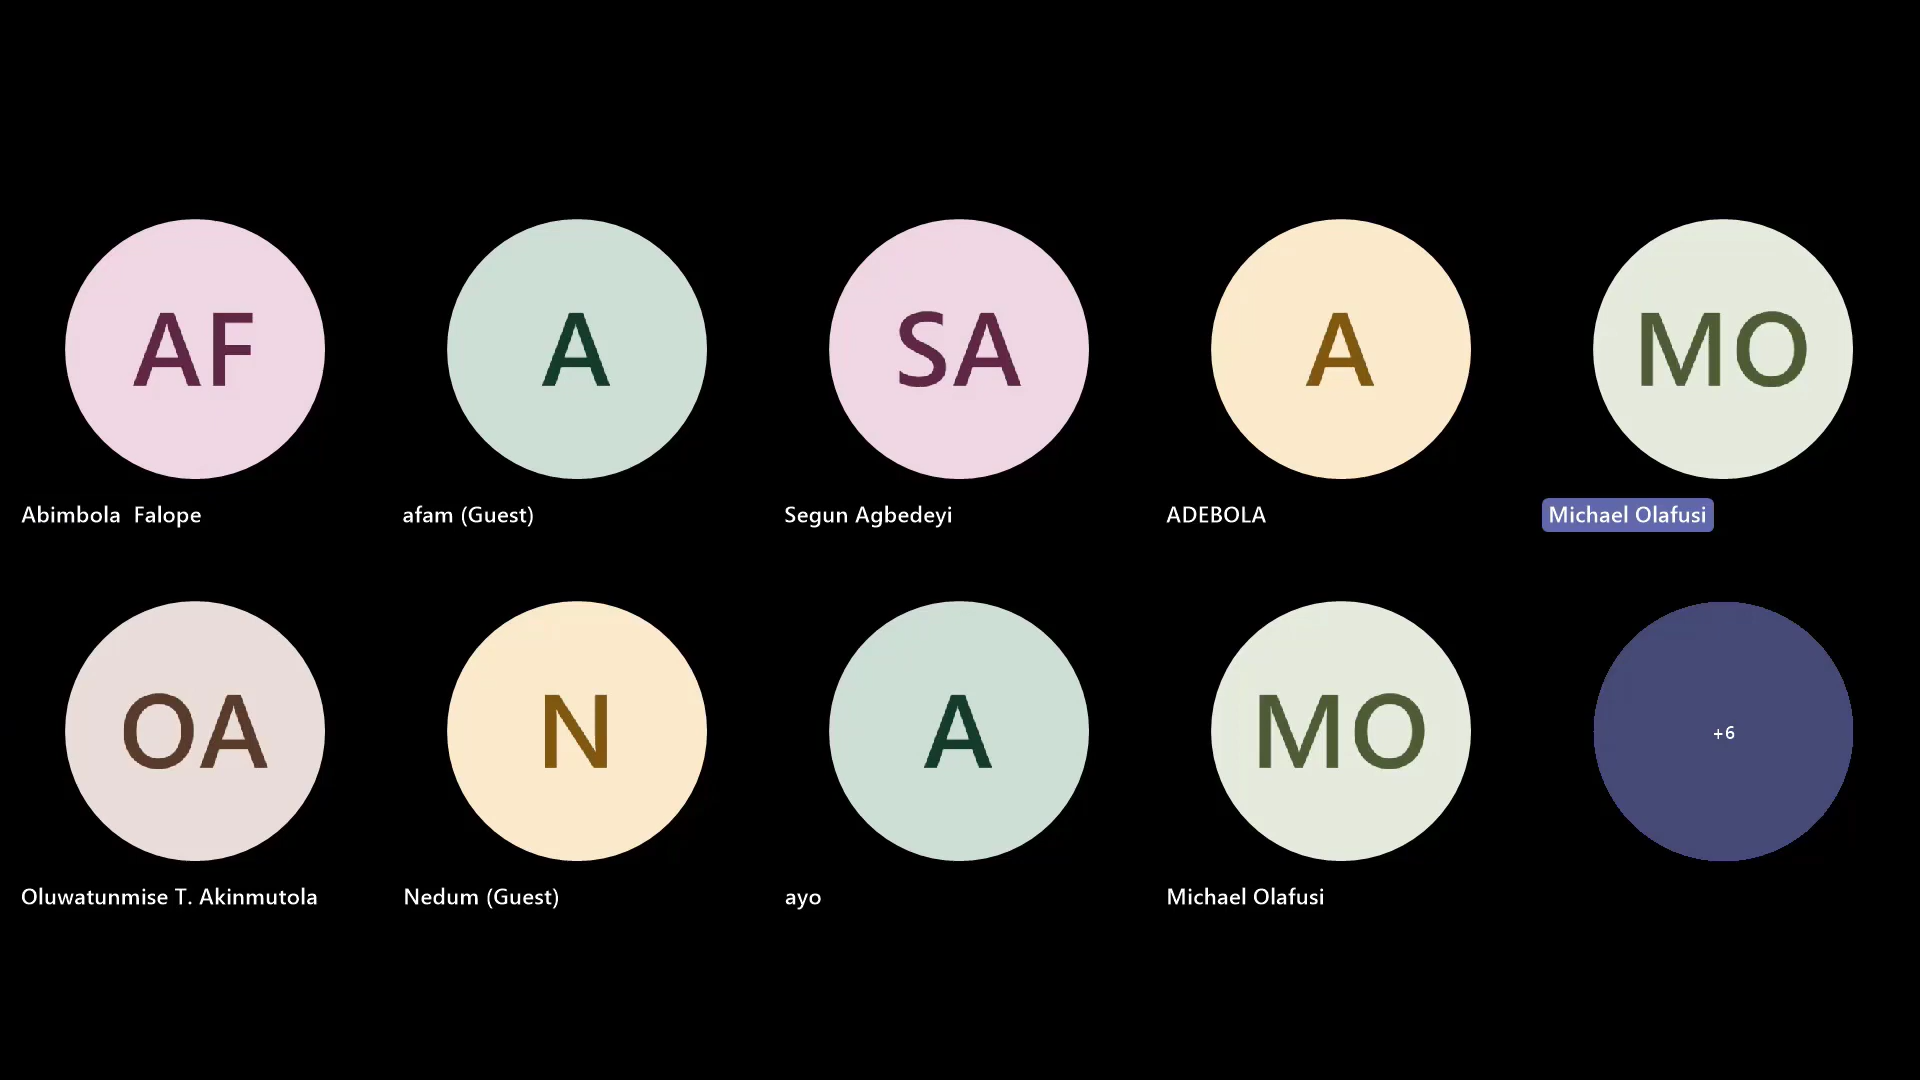 AF
A
SA
A
MO
Abimbola  Falope
afam (Guest)
Segun Agbedeyi
ADEBOLA
Michael Olafusi
OA
N
A
MO
+6
Oluwatunmise T. Akinmutola
Nedum (Guest)
ayo
Michael Olafusi